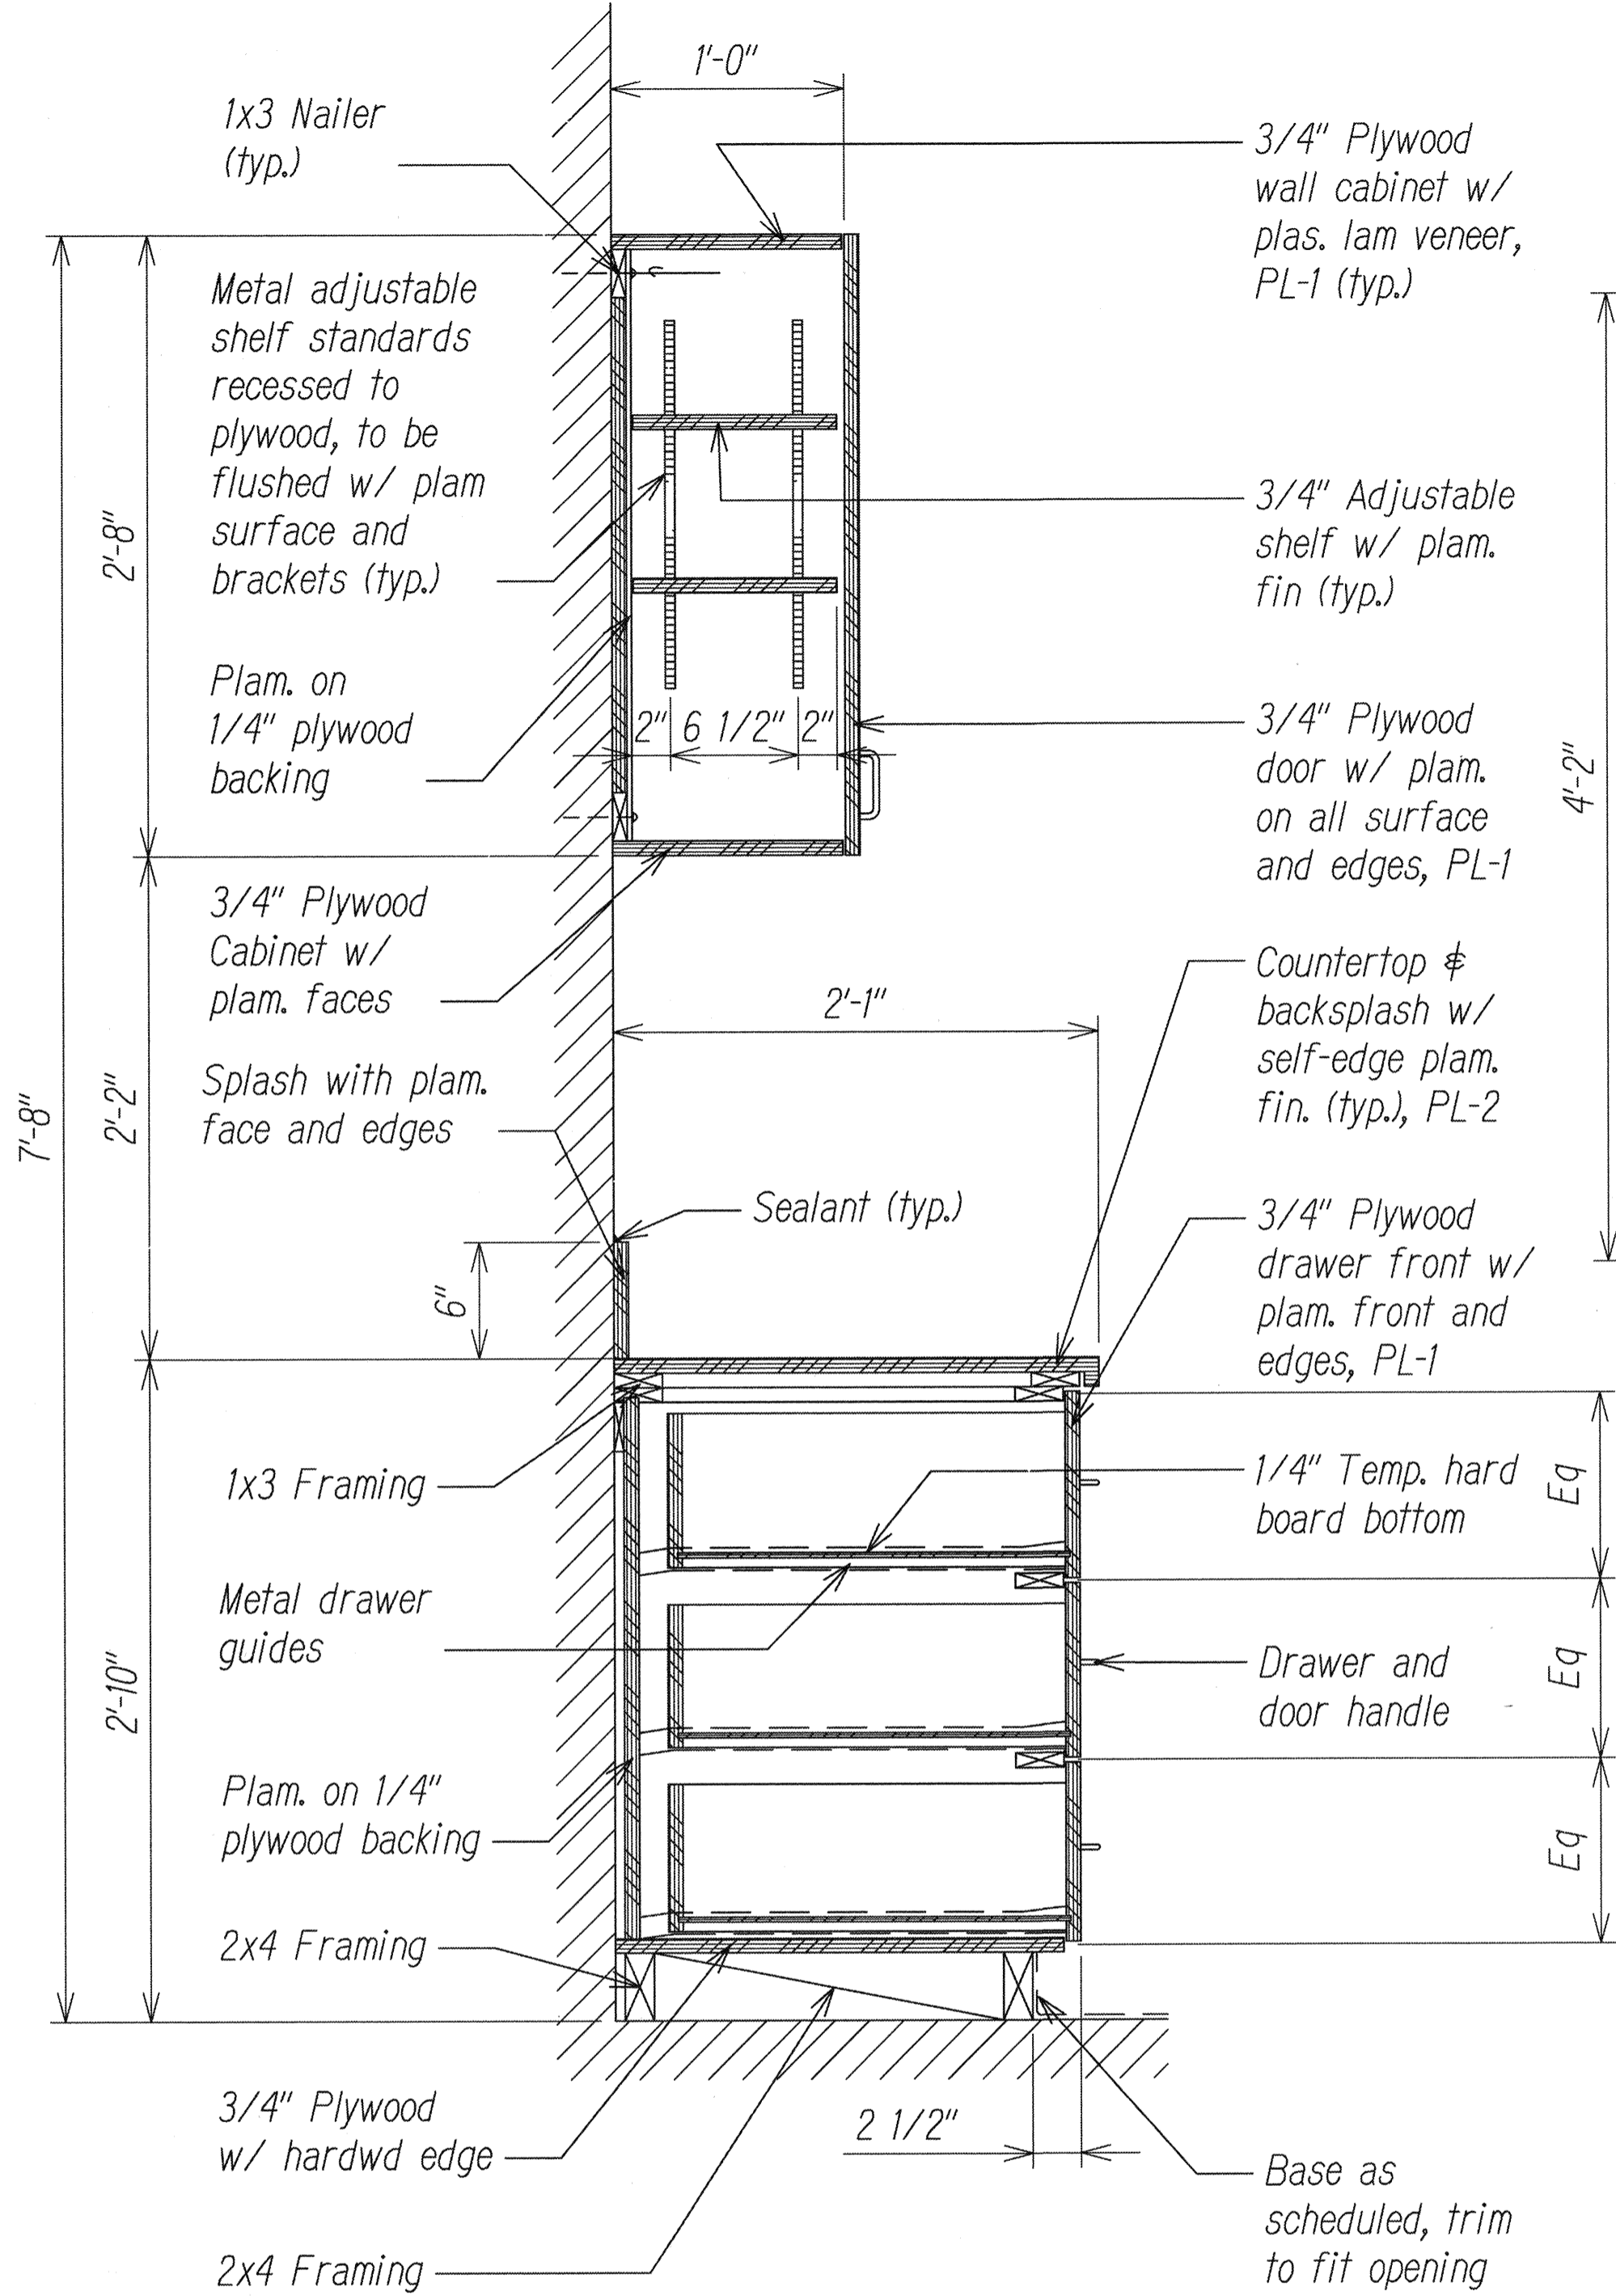 1'-0"
1x3 Nailer
(typ.)
3/4" Plywood
wall cabinet w/
plas. lam veneer,
PL-1 (typ.)
Metal adjustable
shelf standards
recessed to
plywood, to be
flushed w/ plam
surface and
brackets (typ.)
2'-8"
3/4" Adjustable
shelf w/ plam.
fin (typ.)
Plam. on
1/4" plywood
backing
2" 6 1/2" 2"
3/4" Plywood
door w/ plam.
on all surface
and edges, PL-1
4'-2"
3/4" Plywood
Cabinet w/
plam. faces
2'-1"
Countertop &
backsplash w/
self-edge plam.
fin. (typ.), PL-2
Splash with plam.
face and edges
2'-2"
7'-8"
Sealant (typ.)
6"
3/4" Plywood
drawer front w/
plam. front and
edges, PL-1
1x3 Framing
1/4" Temp. hard
board bottom
Eq
Metal drawer
guides
2'-10"
Drawer and
door handle
Eq
Plam. on 1/4"
plywood backing
Eq
2x4 Framing
3/4" Plywood
w/ hardwd edge
2 1/2"
Base as
scheduled, trim
to fit opening
2x4 Framing